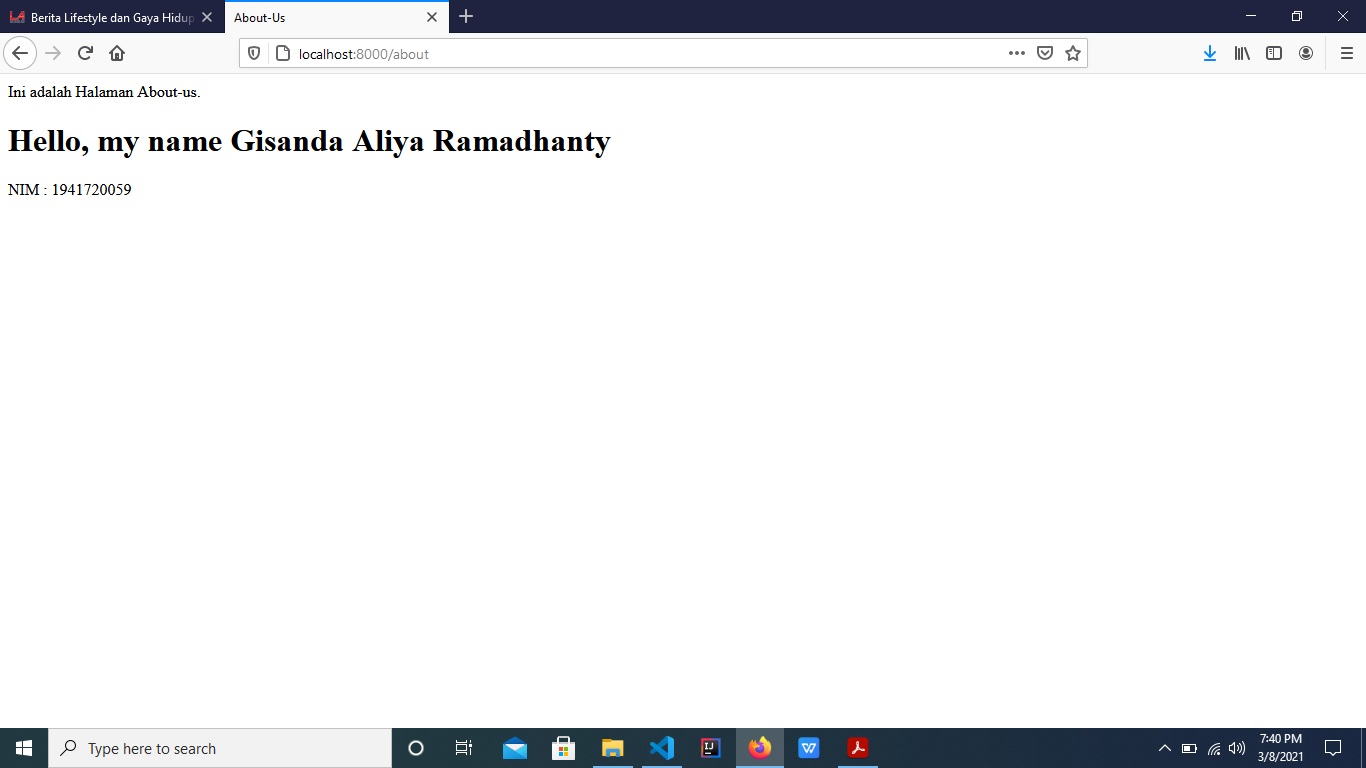 Berita Lifestyle dan Gaya Hidup
About-Us
localhost:8000/about
Ini adalah Halaman About-us.
Hello, my name Gisanda Aliya Ramadhanty
NIM : 1941720059
Type here to search
7:40 PM
3/8/2021